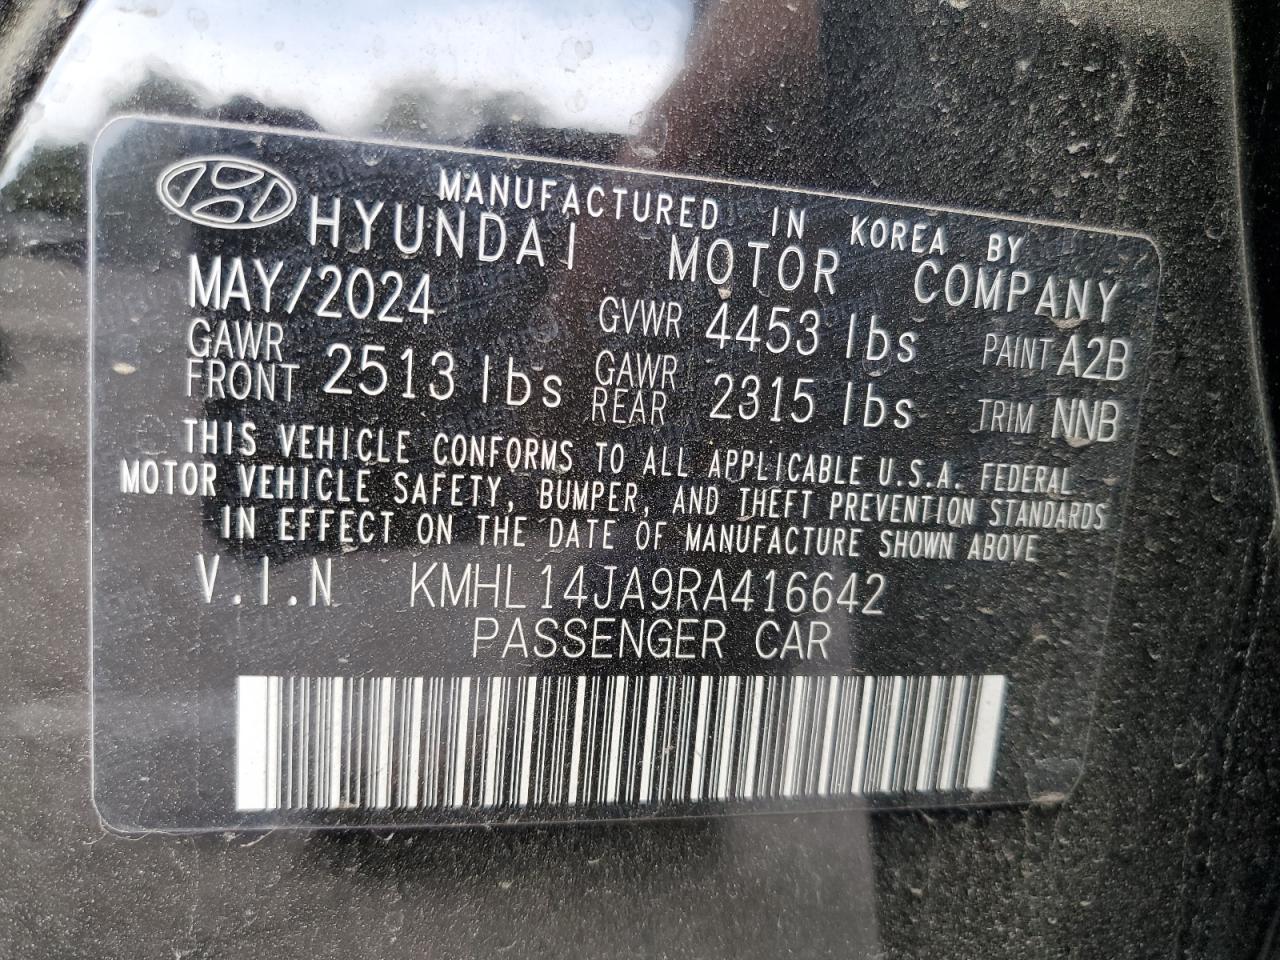 MANUFACTURED IN KOREA BY
HYUNDAI MOTOR COMPANY
MAY/2024 GVWR 4453 lbs PAINT A2B
GAWR FRONT 2513 lbs GAWR REAR 2315 lbs TRIM NNB
THIS VEHICLE CONFORMS TO ALL APPLICABLE U.S.A. FEDERAL
MOTOR VEHICLE SAFETY, BUMPER, AND THEFT PREVENTION STANDARDS
IN EFFECT ON THE DATE OF MANUFACTURE SHOWN ABOVE
V.I.N KMHL14JA9RA416642
PASSENGER CAR